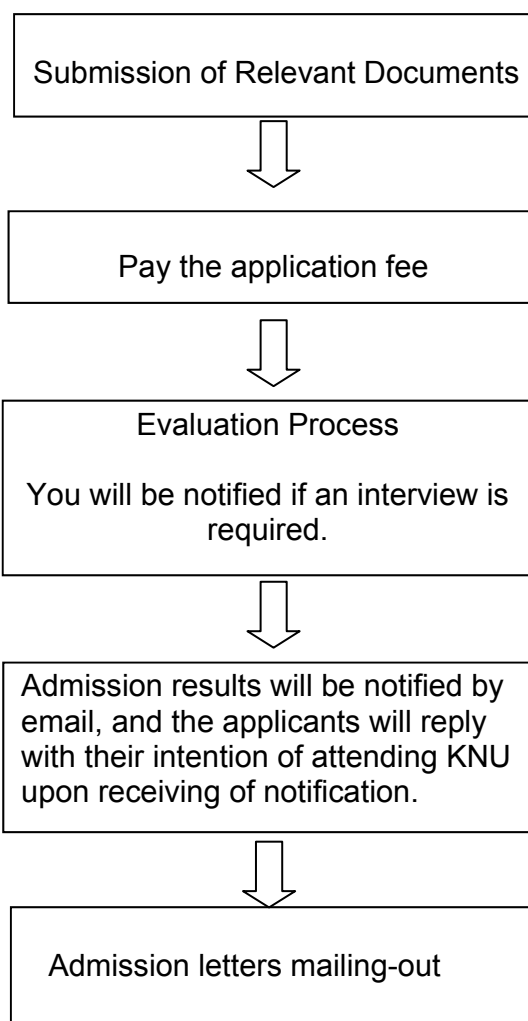 Submission of Relevant Documents
Pay the application fee
Evaluation Process
You will be notified if an interview is
required.
Admission results will be notified by
email, and the applicants will reply
with their intention of attending KNU
upon receiving of notification.
Admission letters mailing-out